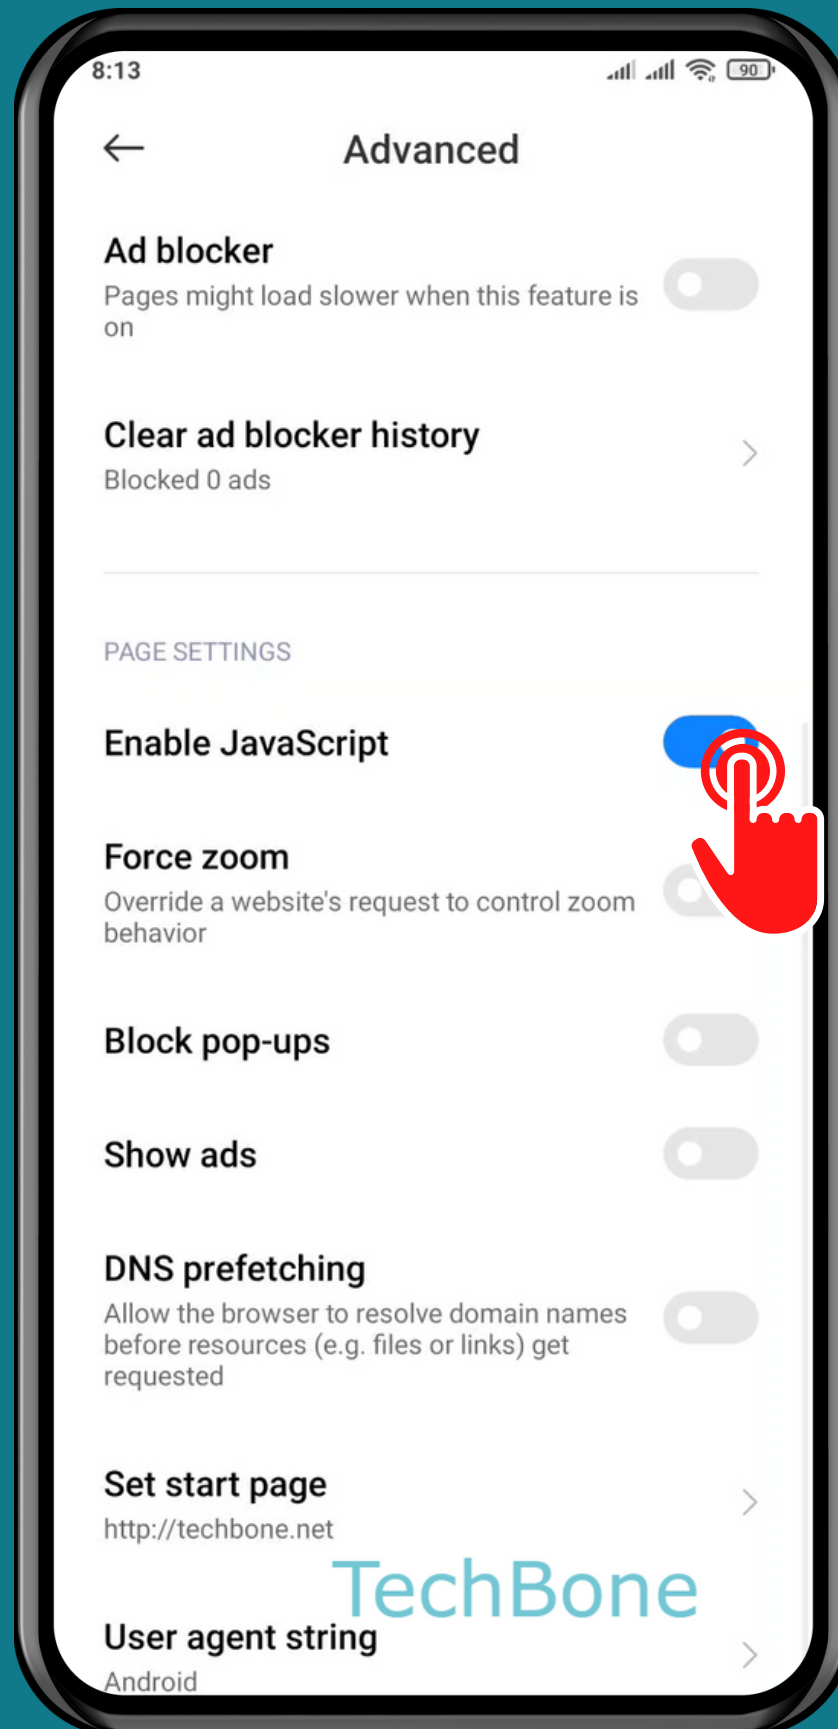 8:13
90
Advanced
Ad blocker
Pages might load slower when this feature is
on
Clear ad blocker history
Blocked 0 ads
PAGE SETTINGS
Enable JavaScript
Force zoom
Override a website's request to control zoom
behavior
Block pop-ups
Show ads
DNS prefetching
Allow the browser to resolve domain names
before resources (e.g. files or links) get
requested
Set start page
http://techbone.net
TechBone
User agent string
Android